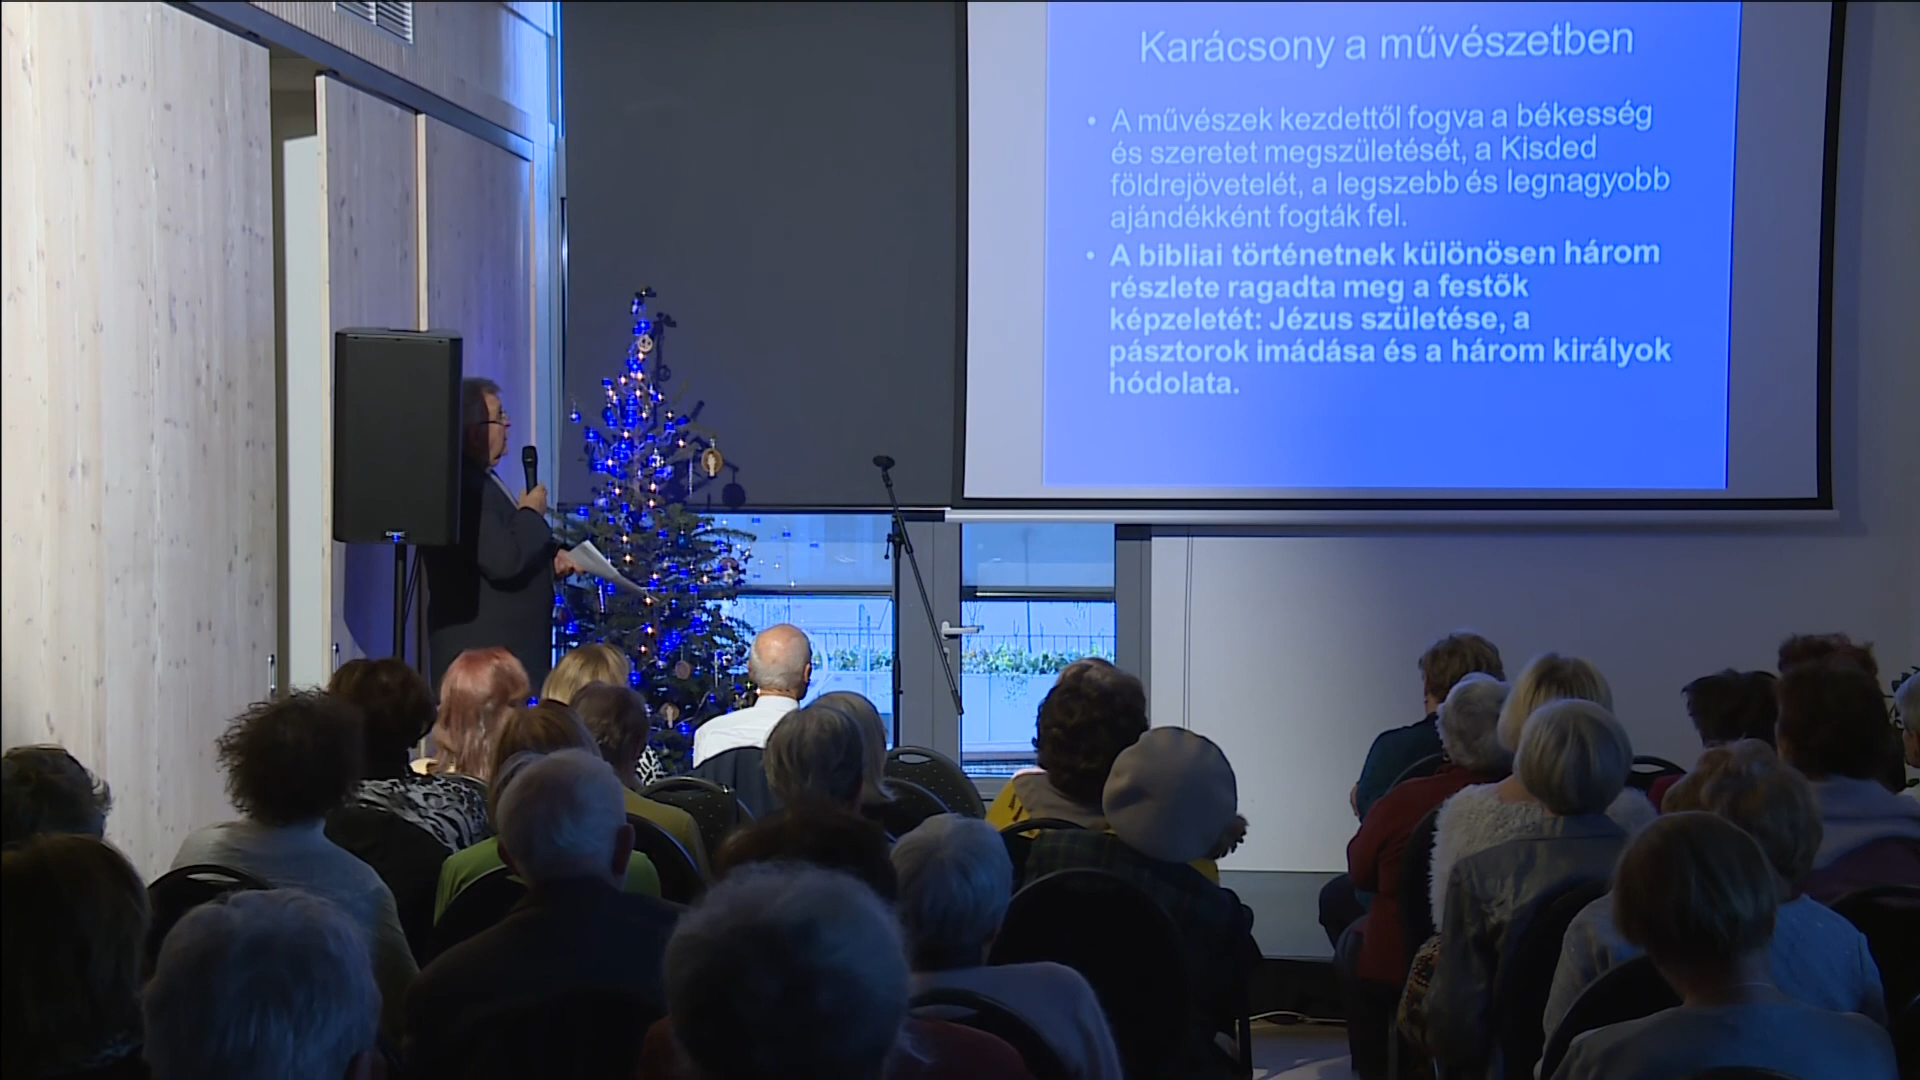 Karácsony a művészetben
• A művészek kezdettől fogva a békesség
és szeretet megszületését, a Kisded
földrejövetelét, a legszebb és legnagyobb
ajándékként fogták fel.
• A bibliai történetnek különösen három
részlete ragadta meg a festõk
képzeletét: Jézus születése, a
pásztorok imádása és a három királyok
hódolata.